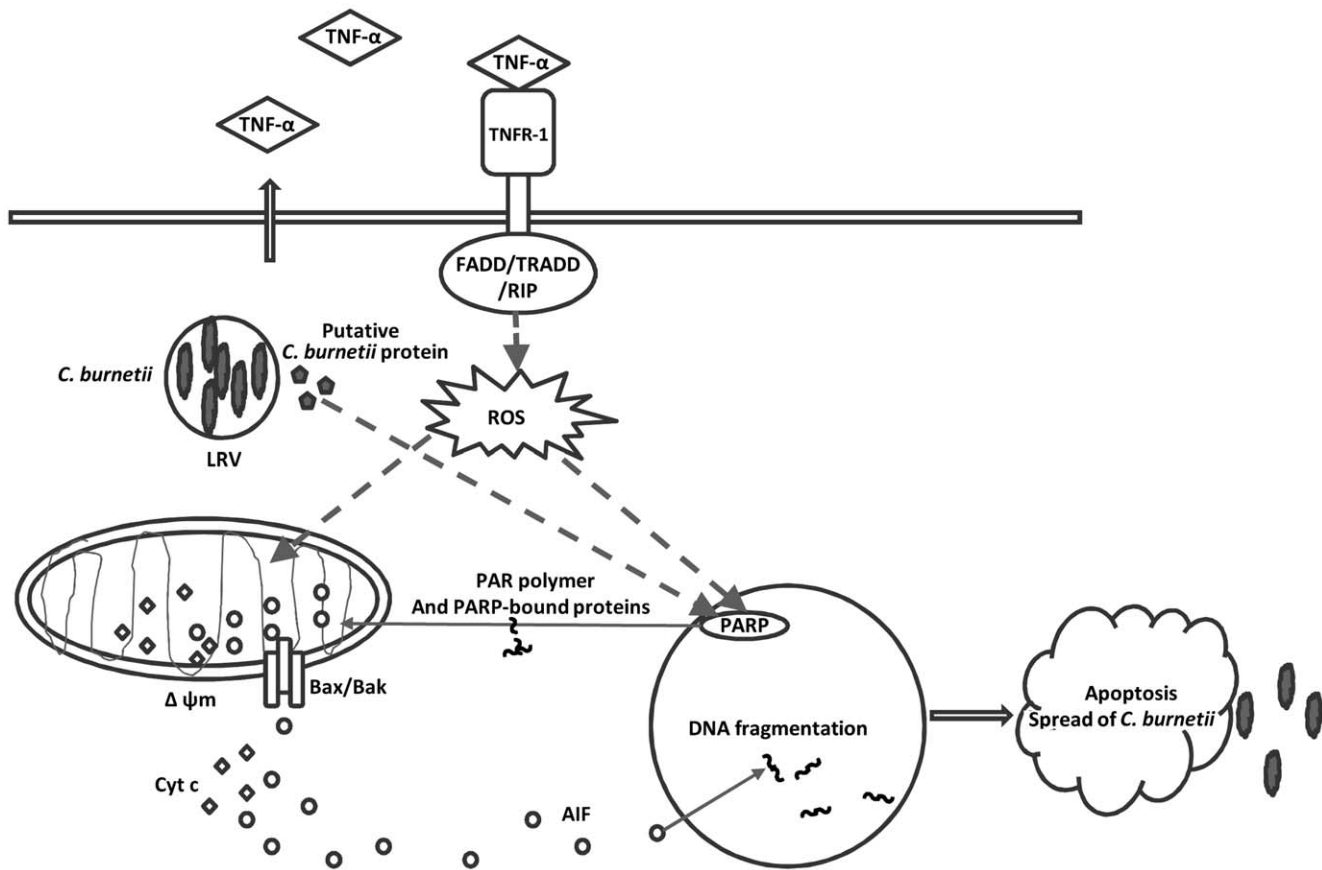 TNF-α
TNF-α
TNF-α
TNFR-1
FADD/TRADD
/RIP
Putative
C. burnetii protein
C. burnetii
ROS
LRV
PAR polymer
And PARP-bound proteins
PARP
Δ ψm
Bax/Bak
DNA fragmentation
Apoptosis
Spread of C. burnetii
Cyt c
AIF